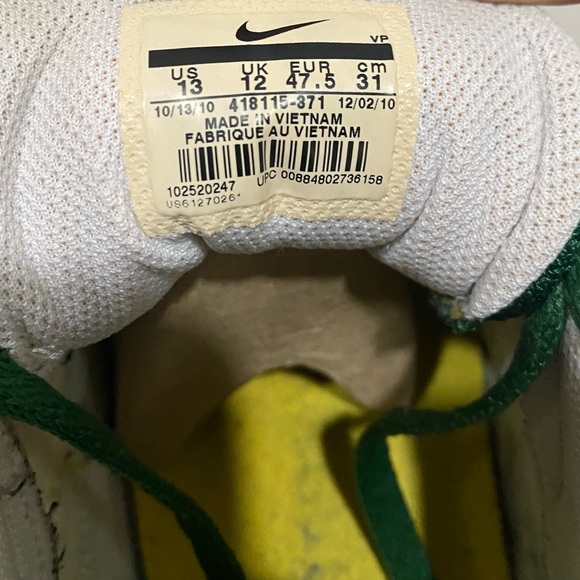 VP
US UK EUR cm
13 12 47.5 31
10/13/10 418115-371 12/02/10
MADE IN VIETNAM
FABRIQUE AU VIETNAM
102520247 UPC 00884802736158
US6127026*